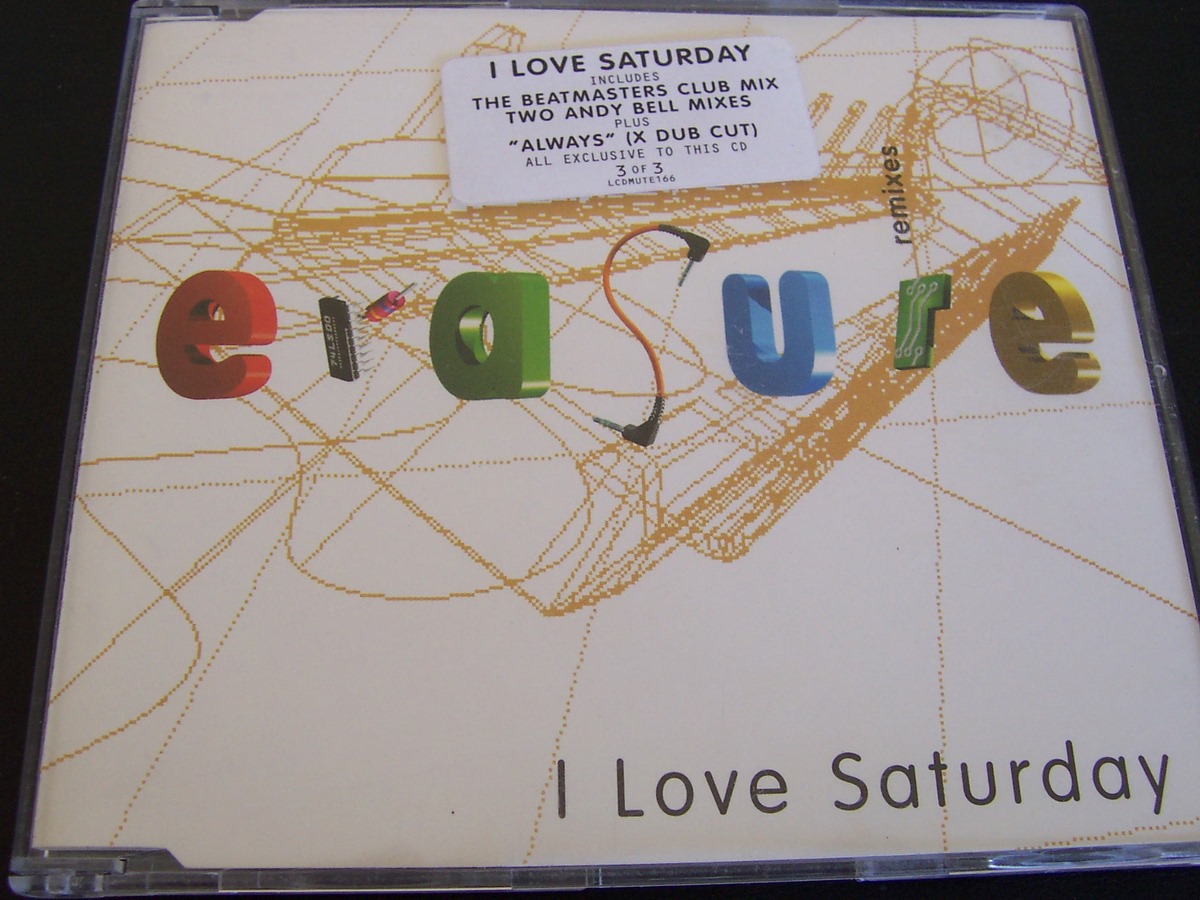 I LOVE SATURDAY
INCLUDES
THE BEATMASTERS CLUB MIX
TWO ANDY BELL MIXES
PLUS
"ALWAYS" (X DUB CUT)
ALL EXCLUSIVE TO THIS CD
3 OF 3
LCDMUTE166
remixes
erasure
74LS00
I Love Saturday